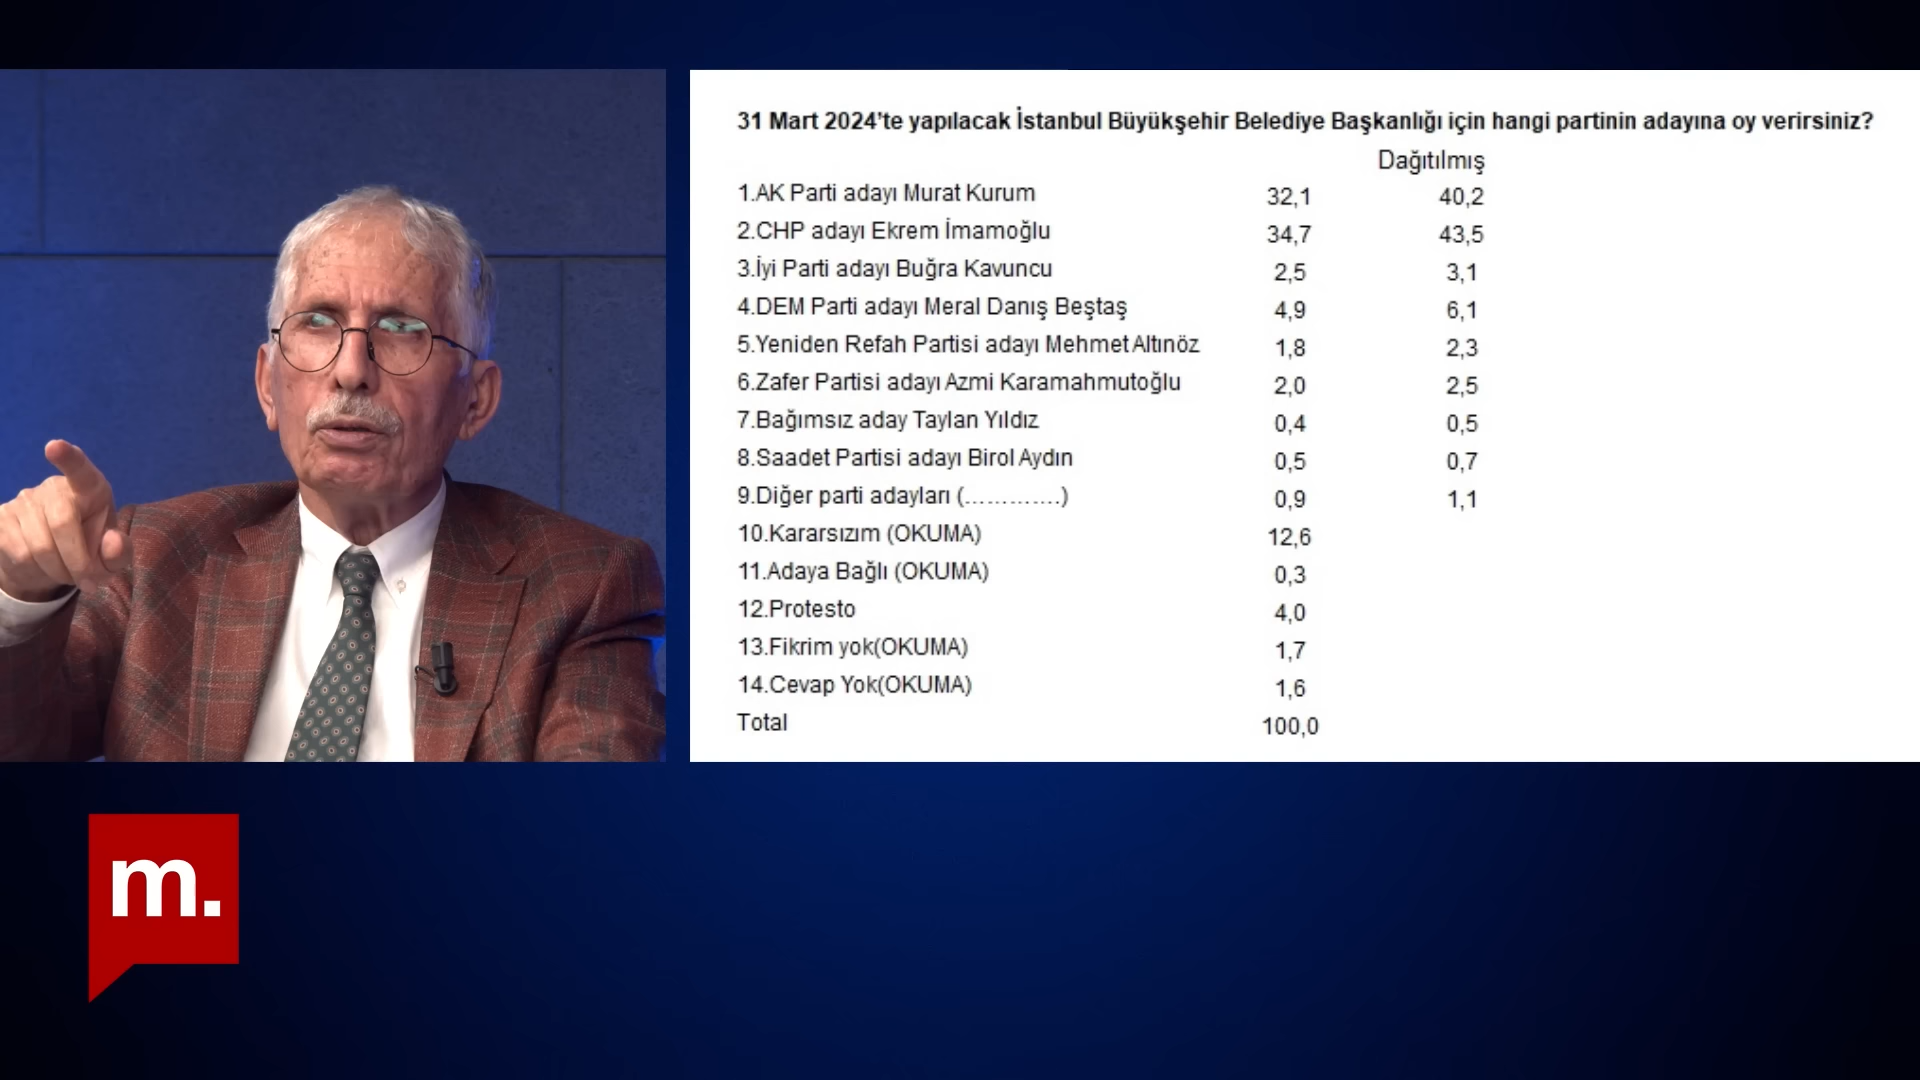 31 Mart 2024'te yapılacak İstanbul Büyükşehir Belediye Başkanlığı için hangi partinin adayına oy verirsiniz?
Dağıtılmış
1.AK Parti adayı Murat Kurum 32,1 40,2
2.CHP adayı Ekrem İmamoğlu 34,7 43,5
3.İyi Parti adayı Buğra Kavuncu 2,5 3,1
4.DEM Parti adayı Meral Danış Beştaş 4,9 6,1
5.Yeniden Refah Partisi adayı Mehmet Altınöz 1,8 2,3
6.Zafer Partisi adayı Azmi Karamahmutoğlu 2,0 2,5
7.Bağımsız aday Taylan Yıldız 0,4 0,5
8.Saadet Partisi adayı Birol Aydın 0,5 0,7
9.Diğer parti adayları (………….) 0,9 1,1
10.Kararsızım (OKUMA) 12,6
11.Adaya Bağlı (OKUMA) 0,3
12.Protesto 4,0
13.Fikrim yok(OKUMA) 1,7
14.Cevap Yok(OKUMA) 1,6
Total 100,0
m.